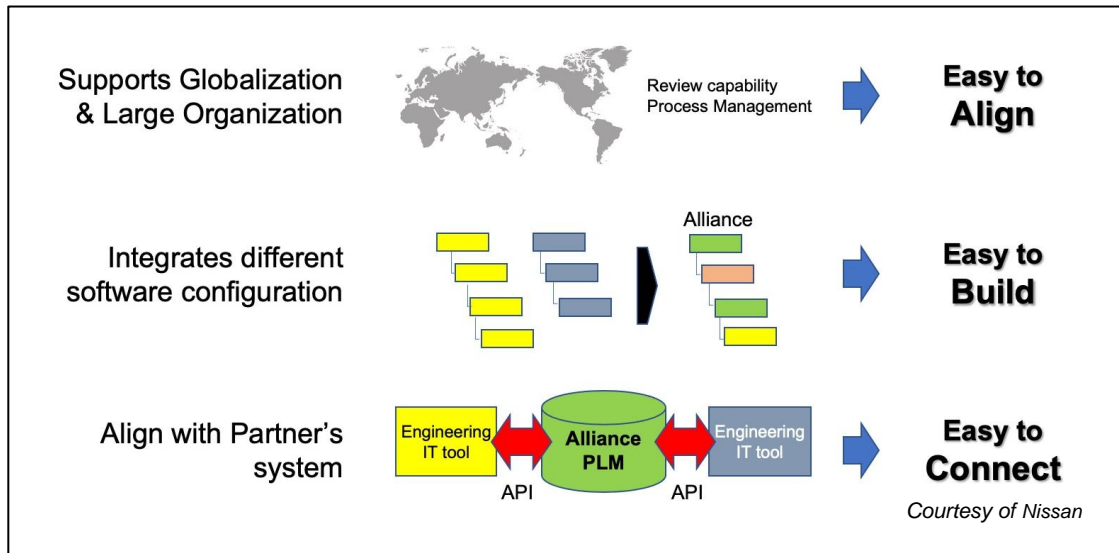 Supports Globalization
& Large Organization
Review capability
Process Management
Easy to
Align
Integrates different
software configuration
Alliance
Easy to
Build
Align with Partner's
system
Engineering
IT tool
API
Alliance
PLM
API
Engineering
IT tool
Easy to
Connect
Courtesy of Nissan